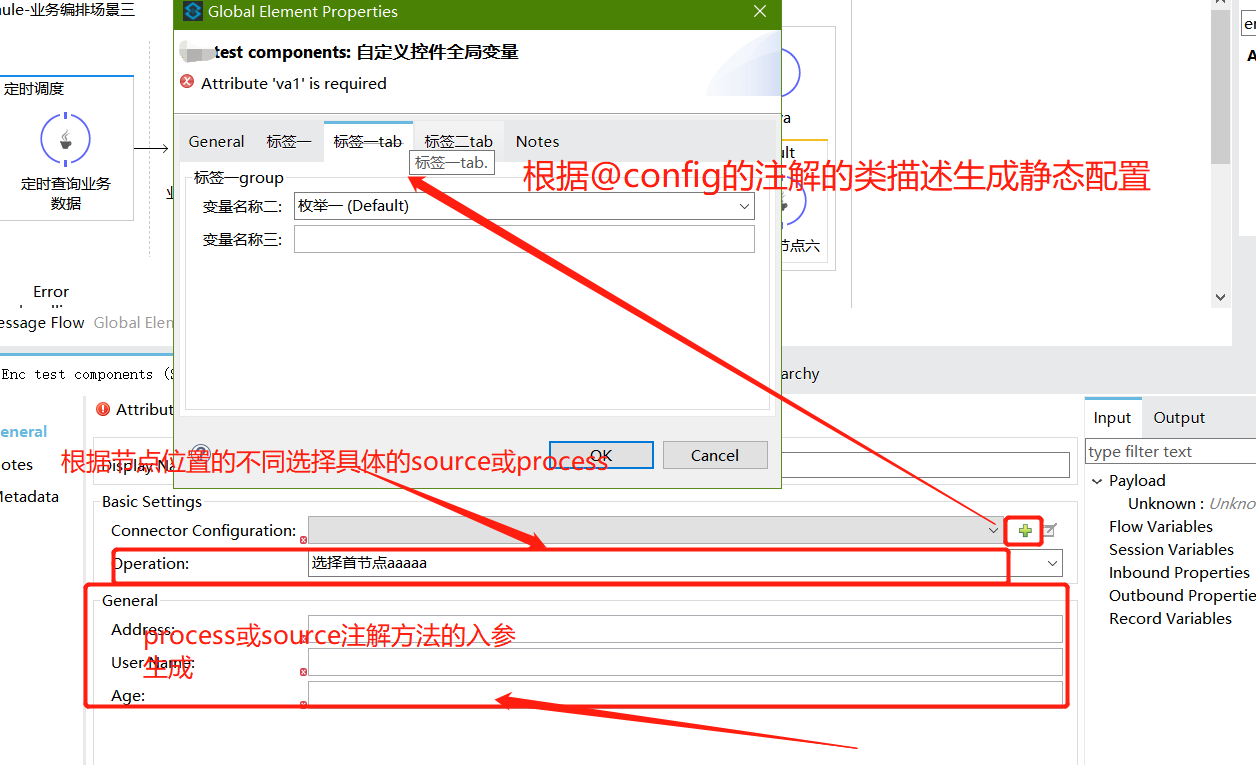 ule-业务编排场景三
Global Element Properties
test components: 自定义控件全局变量
Attribute 'va1' is required
定时调度
定时查询业务
数据
General
标签一
标签一tab
标签二tab
Notes
标签一tab.
根据@config的注解的类描述生成静态配置
标签一group
变量名称二:
枚举一 (Default)
变量名称三:
节点六
Error
essage Flow
Global Elem
Enc test components (S
archy
Attribut
OK
Cancel
eneral
otes
Metadata
Display Na
根据节点位置的不同选择具体的source或process
Basic Settings
Connector Configuration:
Operation:
选择首节点aaaaa
General
Address:
User Name:
Age:
process或source注解方法的入参
生成
Input
Output
type filter text
Payload
Unknown : Unkno
Flow Variables
Session Variables
Inbound Properties
Outbound Propertie
Record Variables